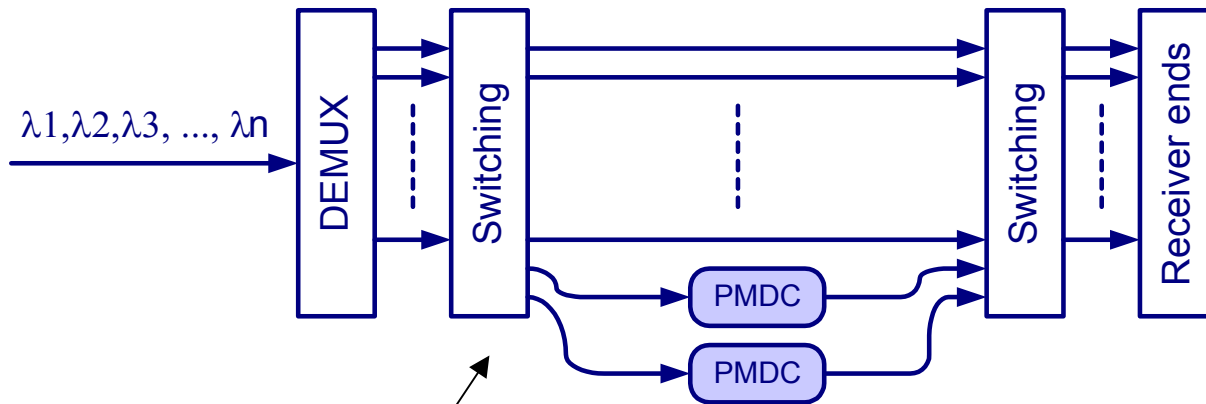 λ1,λ2,λ3, ..., λn
DEMUX
Switching
PMDC
PMDC
Switching
Receiver ends